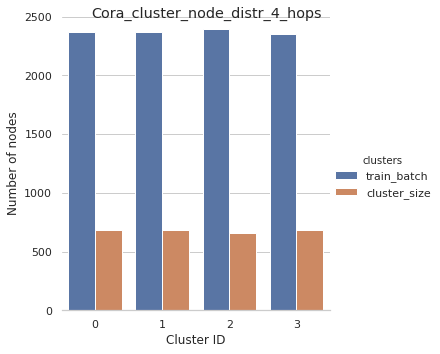 Cora_cluster_node_distr_4_hops
2500
2000
1500
1000
500
0
Number of nodes
0 1 2 3
Cluster ID
clusters
train_batch
cluster_size